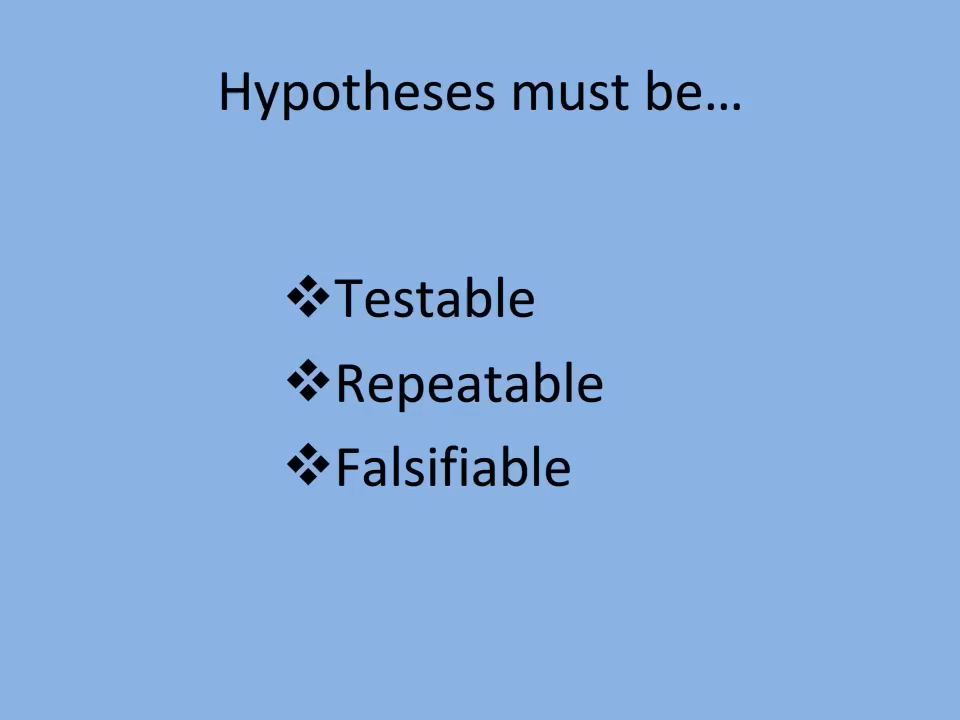 Hypotheses must be…
❖Testable
❖Repeatable
❖Falsifiable